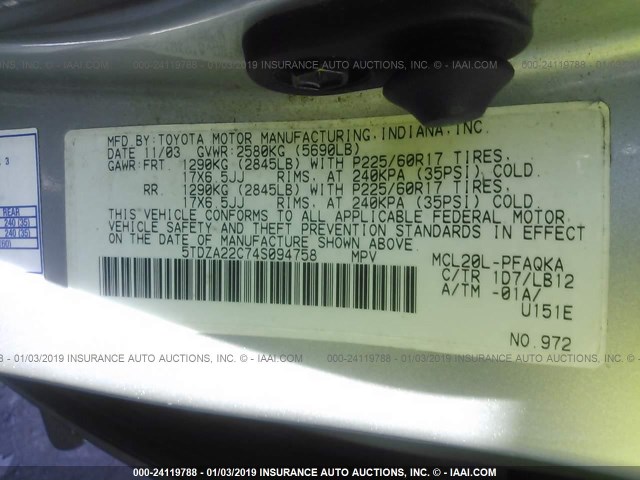 000-24119788 - 01/03/2019 INSURANCE AUTO AUCTIONS, INC. - © IAAI.COM
MFD.BY:TOYOTA MOTOR MANUFACTURING,INDIANA,INC.
DATE 11/03 GVWR:2580KG (5690LB)
GAWR:FRT. 1290KG (2845LB) WITH P225/60R17 TIRES,
17X6.5JJ RIMS, AT 240KPA (35PSI) COLD.
RR. 1290KG (2845LB) WITH P225/60R17 TIRES,
17X6.5JJ RIMS, AT 240KPA (35PSI) COLD.
THIS VEHICLE CONFORMS TO ALL APPLICABLE FEDERAL MOTOR
VEHICLE SAFETY AND THEFT PREVENTION STANDARDS IN EFFECT
ON THE DATE OF MANUFACTURE SHOWN ABOVE.
5TDZA22C74S094758 MPV
MCL20L-PFAQKA
C/TR 1D7/LB12
A/TM -01A/
U151E
NO.972
3
REAR
000-24119788 - 01/03/2019 INSURANCE AUTO AUCTIONS, INC. - © IAAI.COM
000-24119788 - 01/03/2019 INSURANCE AUTO AUCTIONS, INC. - © IAAI.COM